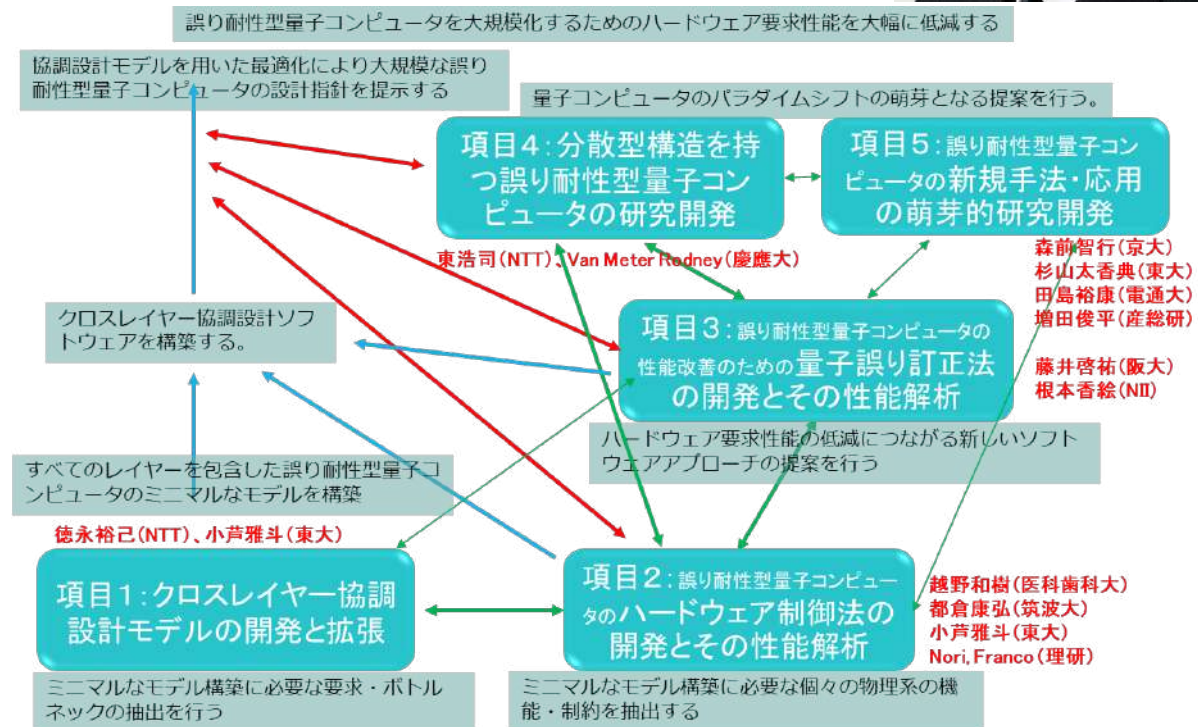 誤り耐性型量子コンピュータを大規模化するためのハードウェア要求性能を大幅に低減する
協調設計モデルを用いた最適化により大規模な誤り
耐性型量子コンピュータの設計指針を提示する
量子コンピュータのパラダイムシフトの萌芽となる提案を行う。
項目4:分散型構造を持
つ誤り耐性型量子コン
ピュータの研究開発
項目5:誤り耐性型量子コン
ピュータの新規手法・応用
の萌芽的研究開発
東浩司(NTT)、Van Meter Rodney(慶應大)
森前智行(京大)
杉山太香典(東大)
田島裕康(電通大)
増田俊平(産総研)
藤井啓祐(阪大)
根本香絵(NII)
クロスレイヤー協調設計ソフ
トウェアを構築する。
項目3:誤り耐性型量子コンピュータの
性能改善のための量子誤り訂正法
の開発とその性能解析
ハードウェア要求性能の低減につながる新しいソフト
ウェアアプローチの提案を行う
すべてのレイヤーを包含した誤り耐性型量子コ
ンピュータのミニマルなモデルを構築
徳永裕己(NTT)、小芦雅斗(東大)
項目1:クロスレイヤー協調
設計モデルの開発と拡張
項目2:誤り耐性型量子コンピュー
タのハードウェア制御法の
開発とその性能解析
越野和樹(医科歯科大)
都倉康弘(筑波大)
小芦雅斗(東大)
Nori, Franco(理研)
ミニマルなモデル構築に必要な要求・ボトル
ネックの抽出を行う
ミニマルなモデル構築に必要な個々の物理系の機
能・制約を抽出する